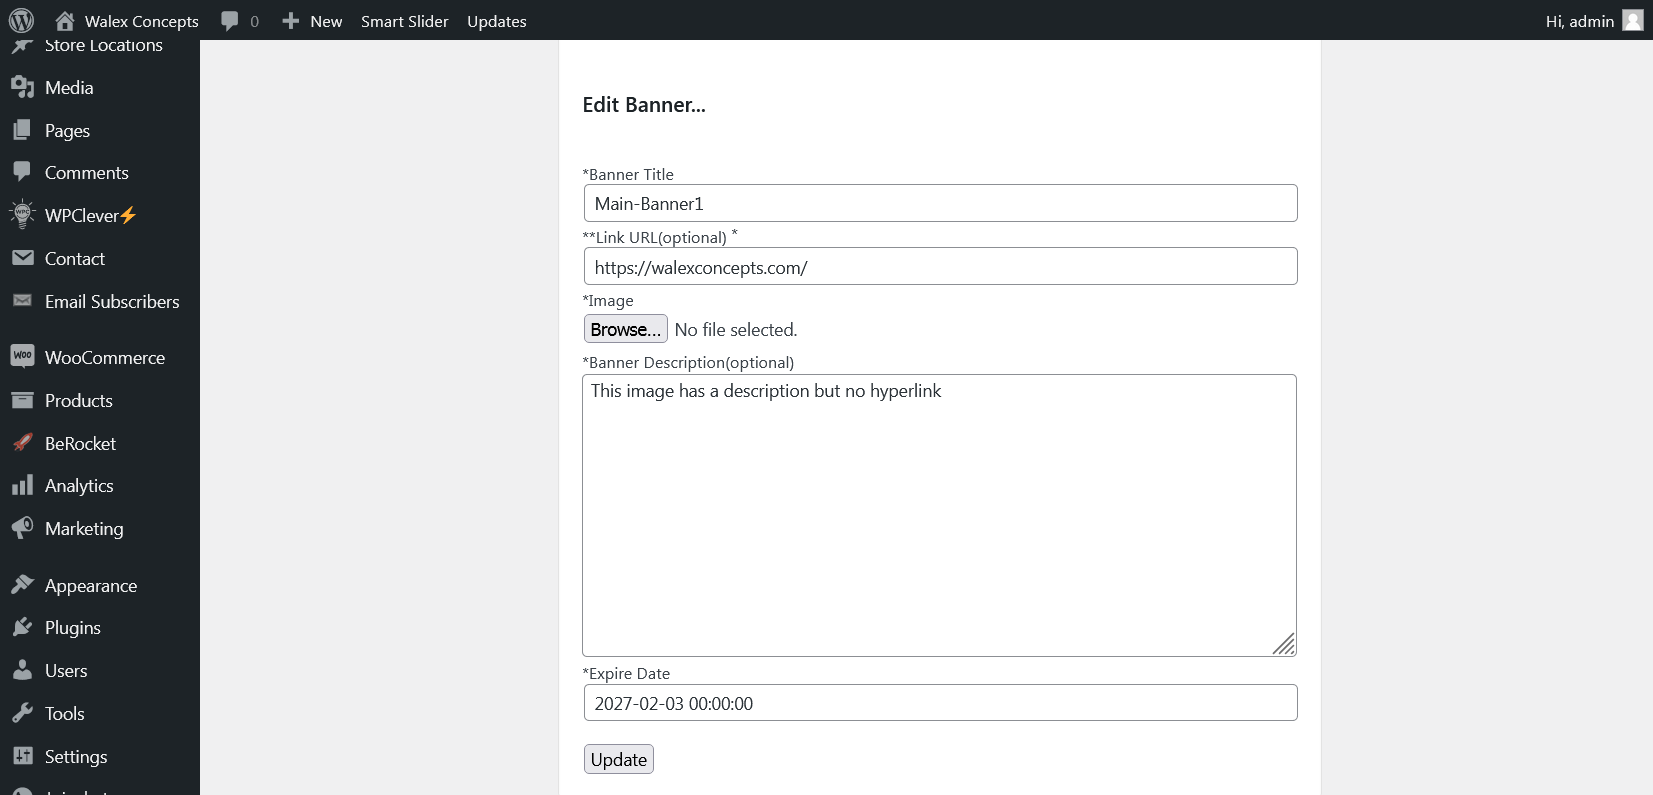 Walex Concepts 0 New Smart Slider Updates Hi, admin
Store Locations
Media
Pages
Comments
WPClever⚡
Contact
Email Subscribers
WooCommerce
Products
BeRocket
Analytics
Marketing
Appearance
Plugins
Users
Tools
Settings
Edit Banner...
*Banner Title
Main-Banner1
**Link URL(optional) *
https://walexconcepts.com/
*Image
Browse... No file selected.
*Banner Description(optional)
This image has a description but no hyperlink
*Expire Date
2027-02-03 00:00:00
Update